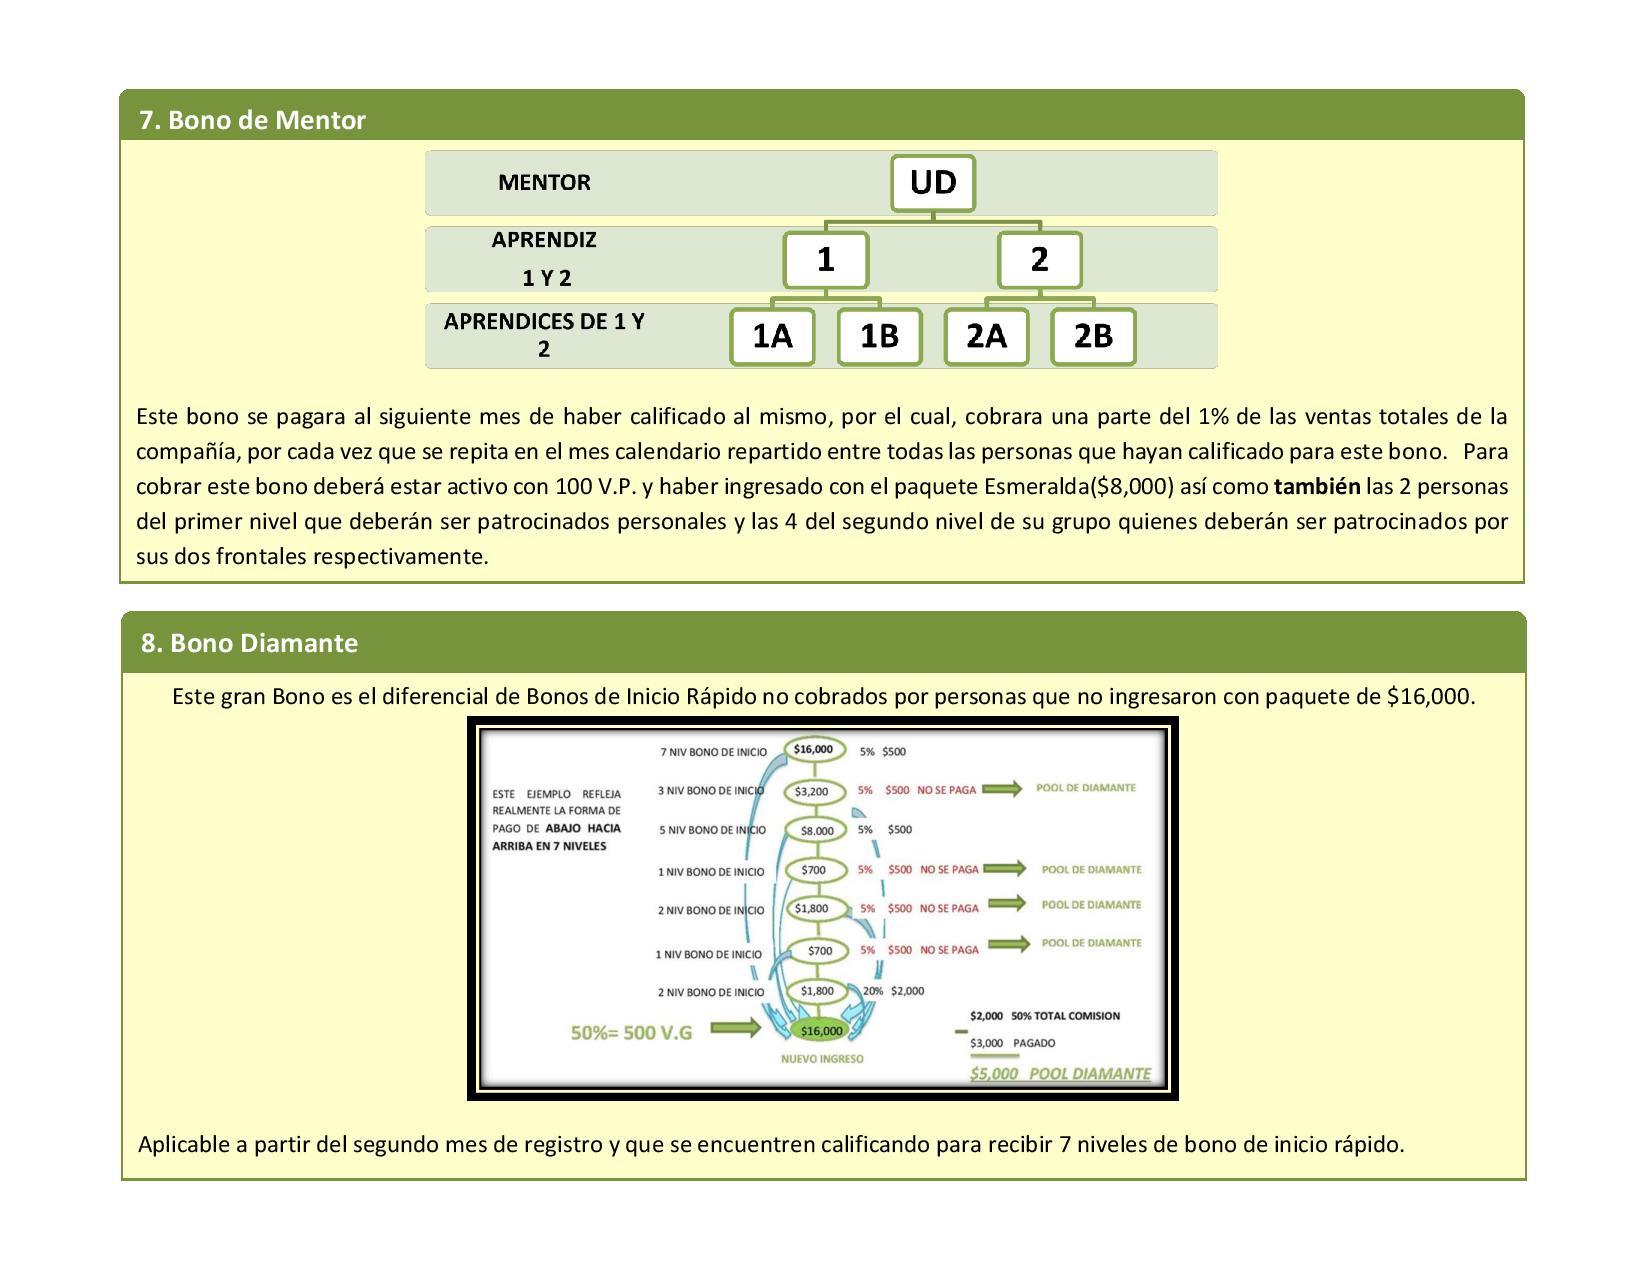 7. Bono de Mentor
MENTOR
UD
APRENDIZ
1 Y 2
1
2
APRENDICES DE 1 Y
2
1A
1B
2A
2B
Este bono se pagara al siguiente mes de haber calificado al mismo, por el cual, cobrara una parte del 1% de las ventas totales de la
compañía, por cada vez que se repita en el mes calendario repartido entre todas las personas que hayan calificado para este bono. Para
cobrar este bono deberá estar activo con 100 V.P. y haber ingresado con el paquete Esmeralda($8,000) así como también las 2 personas
del primer nivel que deberán ser patrocinados personales y las 4 del segundo nivel de su grupo quienes deberán ser patrocinados por
sus dos frontales respectivamente.
8. Bono Diamante
Este gran Bono es el diferencial de Bonos de Inicio Rápido no cobrados por personas que no ingresaron con paquete de $16,000.
ESTE EJEMPLO REFLEJA
REALMENTE LA FORMA DE
PAGO DE ABAJO HACIA
ARRIBA EN 7 NIVELES
7 NIV BONO DE INICIO $16,000 5% $500
3 NIV BONO DE INICIO $3,200 5% $500 NO SE PAGA POOL DE DIAMANTE
5 NIV BONO DE INICIO $8.000 5% $500
1 NIV BONO DE INICIO $700 5% $500 NO SE PAGA POOL DE DIAMANTE
2 NIV BONO DE INICIO $1,800 5% $500 NO SE PAGA POOL DE DIAMANTE
1 NIV BONO DE INICIO $700 5% $500 NO SE PAGA POOL DE DIAMANTE
2 NIV BONO DE INICIO $1,800 20% $2,000
50%= 500 V.G $16,000
NUEVO INGRESO
$2,000 50% TOTAL COMISION
$3,000 PAGADO
$5,000 POOL DIAMANTE
Aplicable a partir del segundo mes de registro y que se encuentren calificando para recibir 7 niveles de bono de inicio rápido.